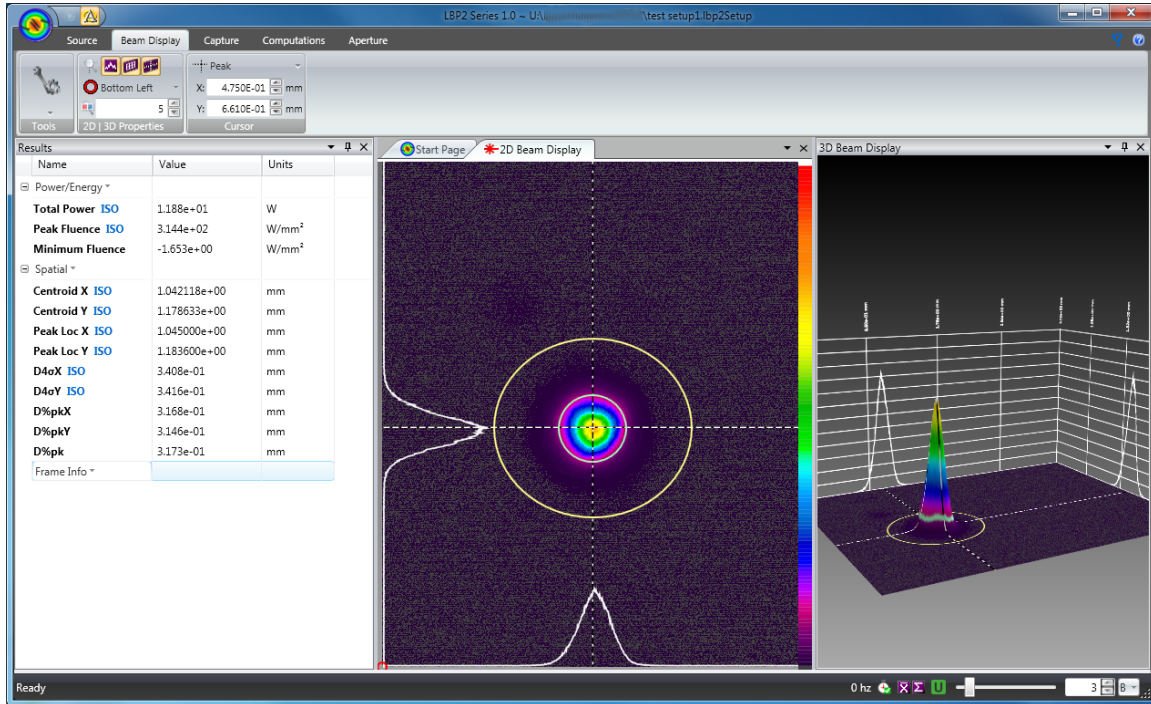 LBP2 Series 1.0 ~ U:\ \test setup1.lbp2Setup
Source Beam Display Capture Computations Aperture
Peak
Bottom Left X: 4.750E-01 mm
5 Y: 6.610E-01 mm
Tools 2D | 3D Properties Cursor
Results
Name Value Units
Power/Energy
Total Power ISO 1.188e+01 W
Peak Fluence ISO 3.144e+02 W/mm²
Minimum Fluence -1.653e+00 W/mm²
Spatial
Centroid X ISO 1.042118e+00 mm
Centroid Y ISO 1.178633e+00 mm
Peak Loc X ISO 1.045000e+00 mm
Peak Loc Y ISO 1.183600e+00 mm
D4σX ISO 3.408e-01 mm
D4σY ISO 3.416e-01 mm
D%pkX 3.168e-01 mm
D%pkY 3.146e-01 mm
D%pk 3.173e-01 mm
Frame Info
Start Page 2D Beam Display
3D Beam Display
Ready 0 hz U 3 B